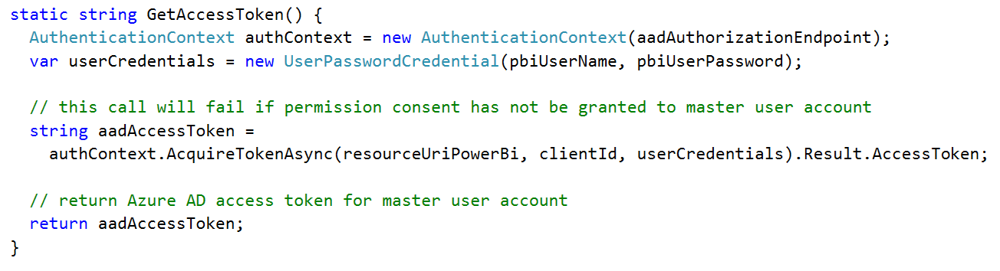 static string GetAccessToken() {
  AuthenticationContext authContext = new AuthenticationContext(aadAuthorizationEndpoint);
  var userCredentials = new UserPasswordCredential(pbiUserName, pbiUserPassword);

  // this call will fail if permission consent has not be granted to master user account
  string aadAccessToken =
    authContext.AcquireTokenAsync(resourceUriPowerBi, clientId, userCredentials).Result.AccessToken;

  // return Azure AD access token for master user account
  return aadAccessToken;
}